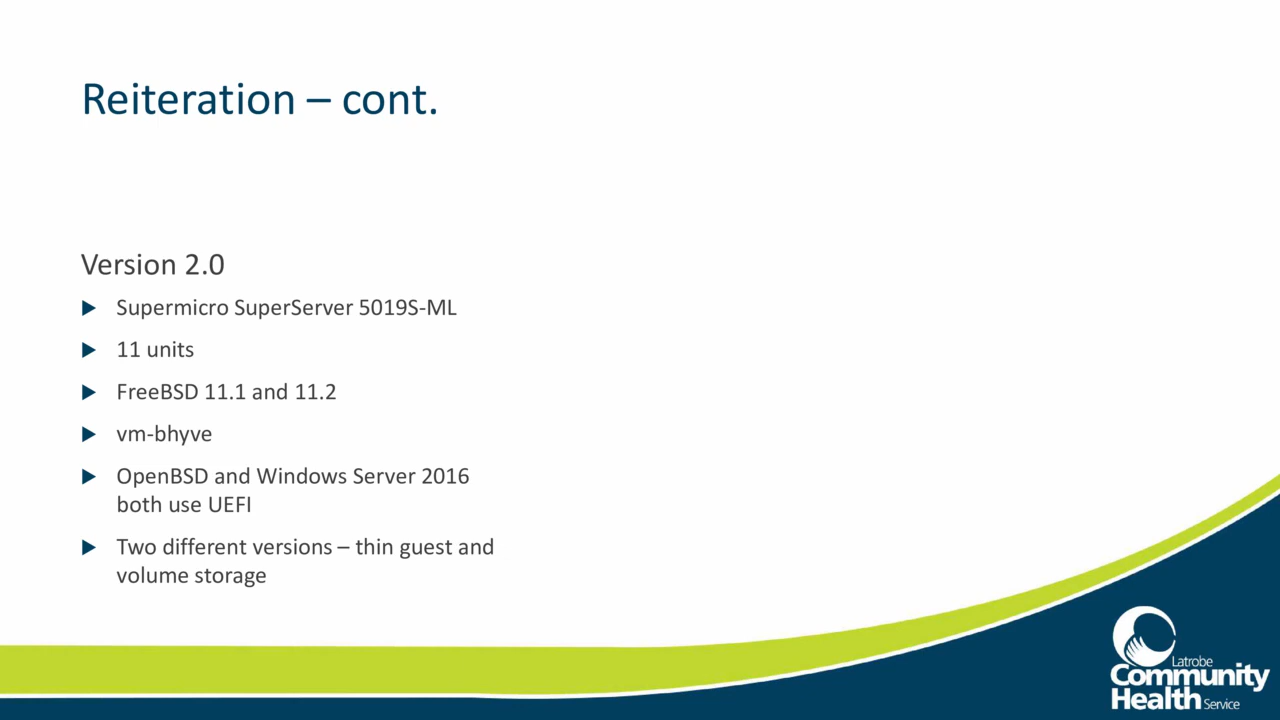 Reiteration – cont.
Version 2.0
Supermicro SuperServer 5019S-ML
11 units
FreeBSD 11.1 and 11.2
vm-bhyve
OpenBSD and Windows Server 2016
both use UEFI
Two different versions – thin guest and
volume storage
Latrobe
Community
Health Service